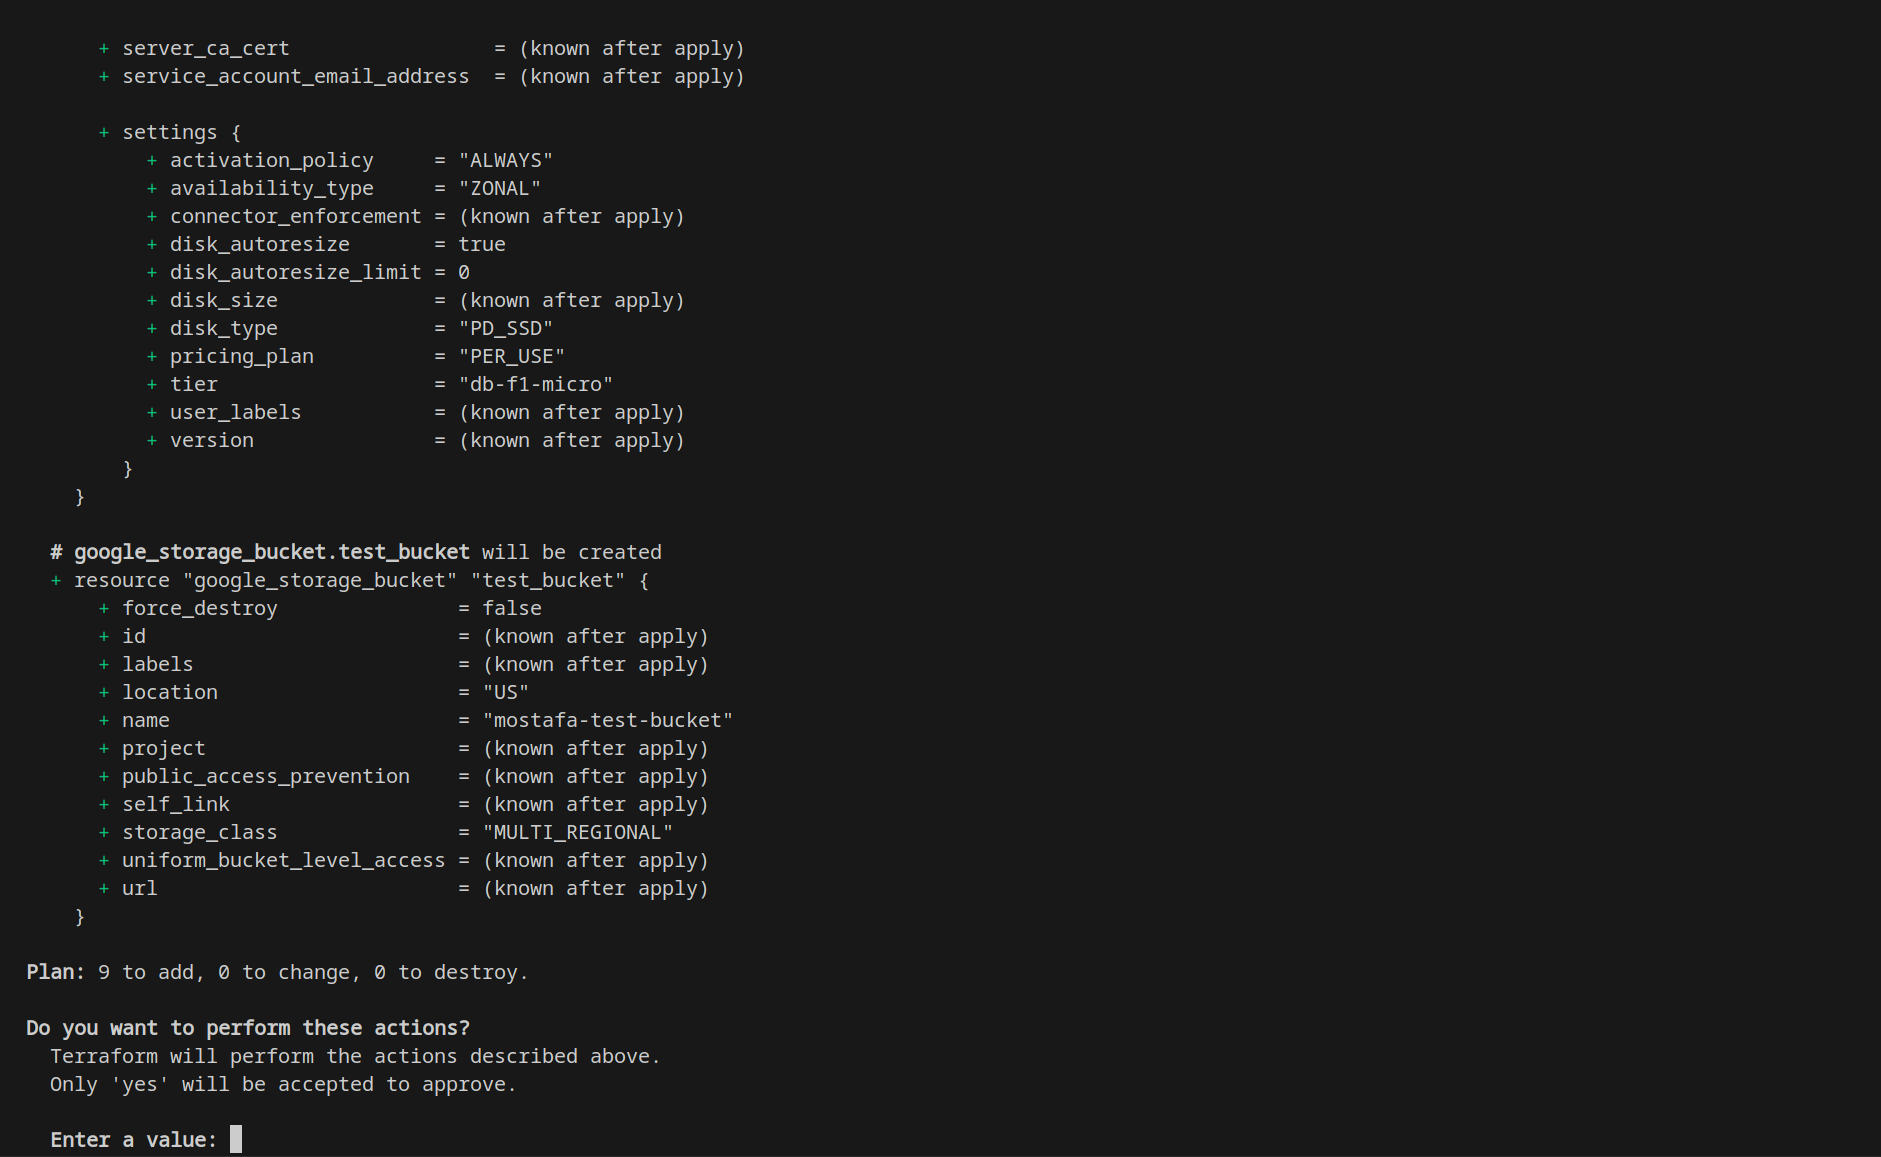 + server_ca_cert                 = (known after apply)
+ service_account_email_address  = (known after apply)
+ settings {
+ activation_policy     = "ALWAYS"
+ availability_type     = "ZONAL"
+ connector_enforcement = (known after apply)
+ disk_autoresize       = true
+ disk_autoresize_limit = 0
+ disk_size             = (known after apply)
+ disk_type             = "PD_SSD"
+ pricing_plan          = "PER_USE"
+ tier                  = "db-f1-micro"
+ user_labels           = (known after apply)
+ version               = (known after apply)
}
}
# google_storage_bucket.test_bucket will be created
+ resource "google_storage_bucket" "test_bucket" {
+ force_destroy               = false
+ id                          = (known after apply)
+ labels                      = (known after apply)
+ location                    = "US"
+ name                        = "mostafa-test-bucket"
+ project                     = (known after apply)
+ public_access_prevention    = (known after apply)
+ self_link                   = (known after apply)
+ storage_class               = "MULTI_REGIONAL"
+ uniform_bucket_level_access = (known after apply)
+ url                         = (known after apply)
}
Plan: 9 to add, 0 to change, 0 to destroy.
Do you want to perform these actions?
Terraform will perform the actions described above.
Only 'yes' will be accepted to approve.
Enter a value: